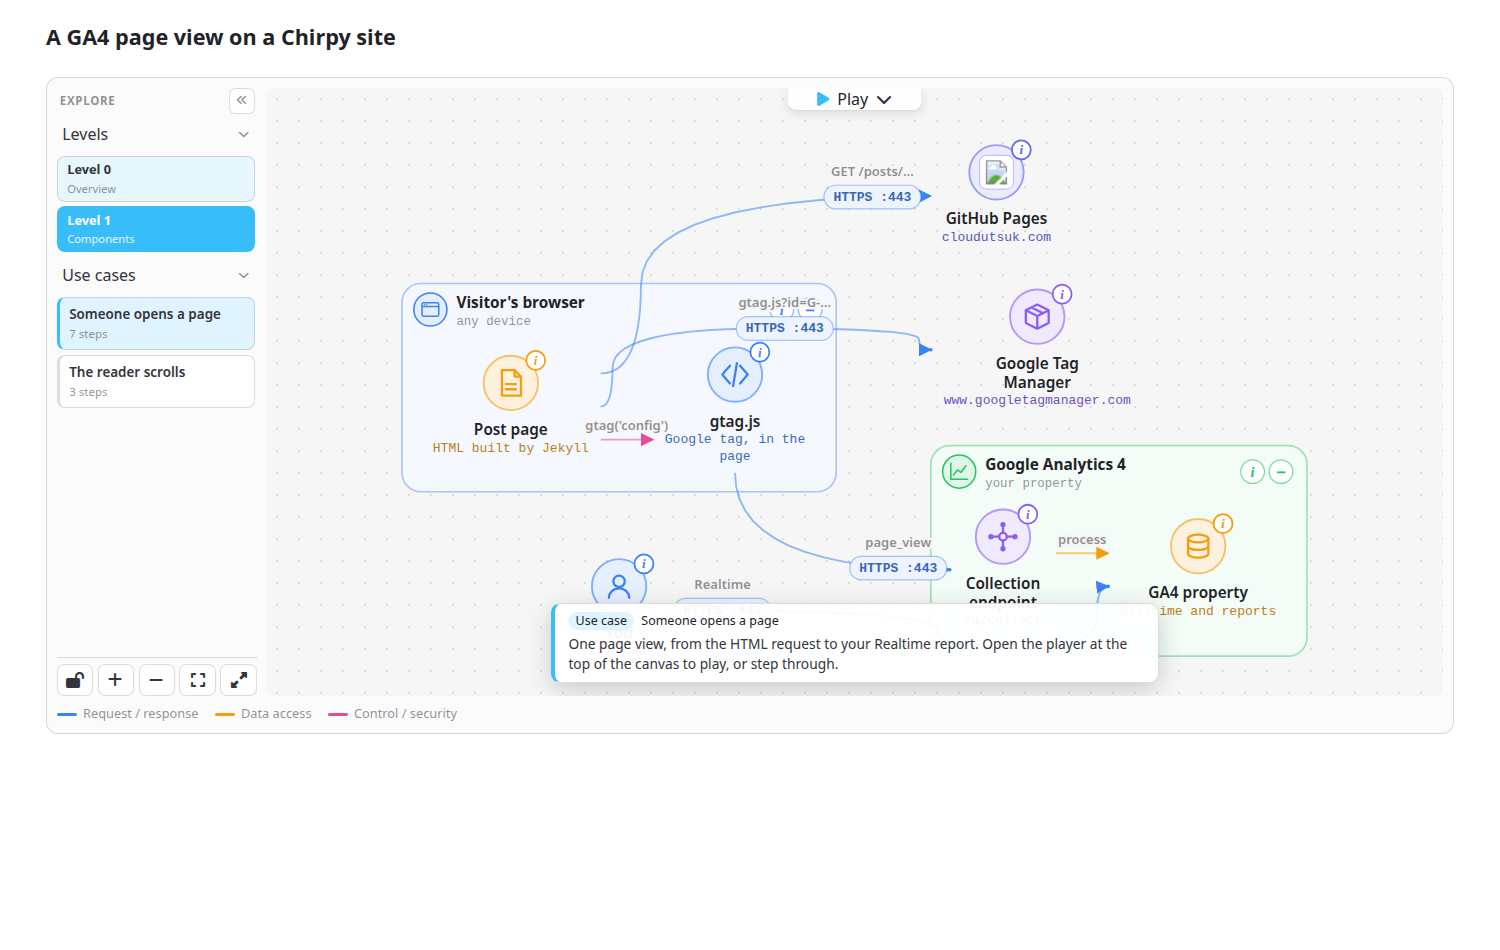 A GA4 page view on a Chirpy site
EXPLORE
Levels
Level 0
Overview
Level 1
Components
Use cases
Someone opens a page
7 steps
The reader scrolls
3 steps
Play
GET /posts/...
HTTPS :443
i
GitHub Pages
cloudutsuk.com
Visitor's browser
any device
gtag.js?id=G-...
HTTPS :443
i
Google Tag
Manager
www.googletagmanager.com
i
Post page
HTML built by Jekyll
gtag('config')
i
gtag.js
Google tag, in the
page
Google Analytics 4
your property
i
page_view
HTTPS :443
i
Collection
endpoint
process
i
GA4 property
Realtime
i
Use case
Someone opens a page
One page view, from the HTML request to your Realtime report. Open the player at the
top of the canvas to play, or step through.
ime and reports
Request / response
Data access
Control / security